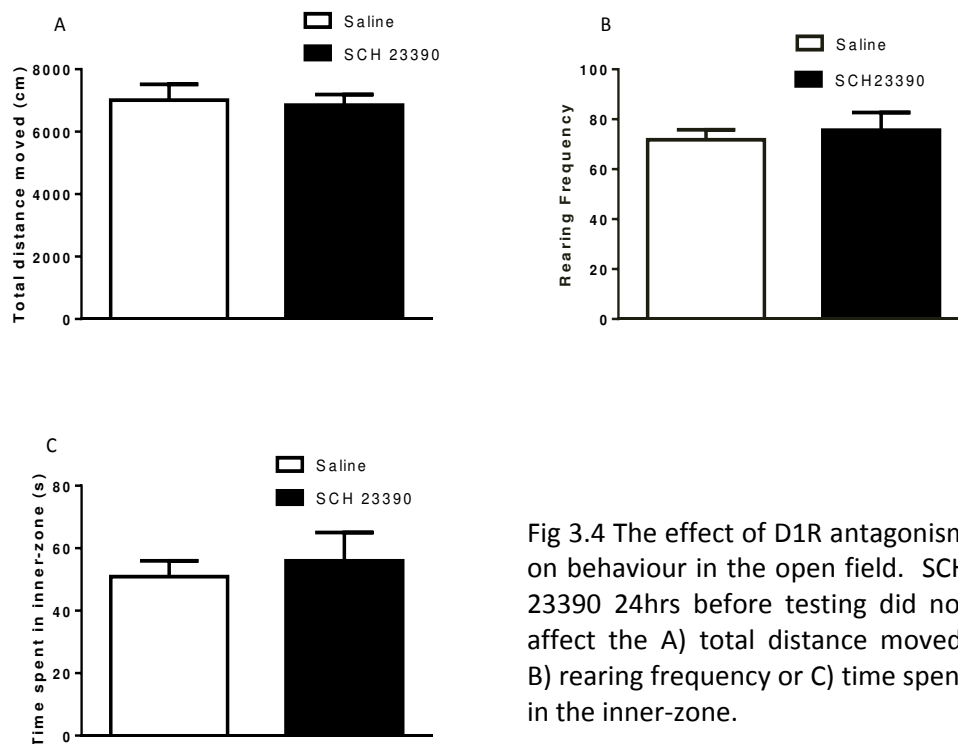 A
Saline
SCH 23390
Total distance moved (cm)
8000
6000
4000
2000
0
B
Saline
SCH23390
Rearing Frequency
100
80
60
40
20
0
C
Saline
SCH 23390
Time spent in inner-zone (s)
80
60
40
20
0
Fig 3.4 The effect of D1R antagonism
on behaviour in the open field. SCH
23390 24hrs before testing did no
affect the A) total distance moved
B) rearing frequency or C) time spen
in the inner-zone.